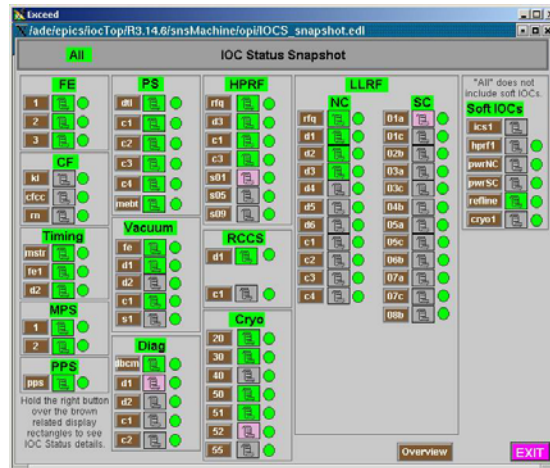 Exceed
/ade/epics/iocTop/R3.14.6/snsMachine/opi/IOCS_snapshot.edl
All
IOC Status Snapshot
FE
1
2
3
CF
kl
cfcc
rn
Timing
mstr
fe1
d2
MPS
1
2
PPS
pps
Hold the right button
over the brown
related display
rectangles to see
IOC Status details.
PS
dtl
c1
c2
c3
c4
mebt
Vacuum
fe
d1
d2
c1
s1
Diag
dbcm
d1
d2
c1
c2
HPRF
rfq
d3
c1
c3
s01
s05
s09
RCCS
d1
c1
Cryo
20
30
40
50
51
52
55
LLRF
NC
rfq
d1
d2
d3
d4
d5
d6
c1
c2
c3
c4
SC
01a
01c
02b
03a
03c
04b
05a
05c
06b
07a
07c
08b
"All" does not
include soft IOCs.
Soft IOCs
ics1
hprf1
pwrNC
pwrSC
refline
cryo1
Overview
EXIT